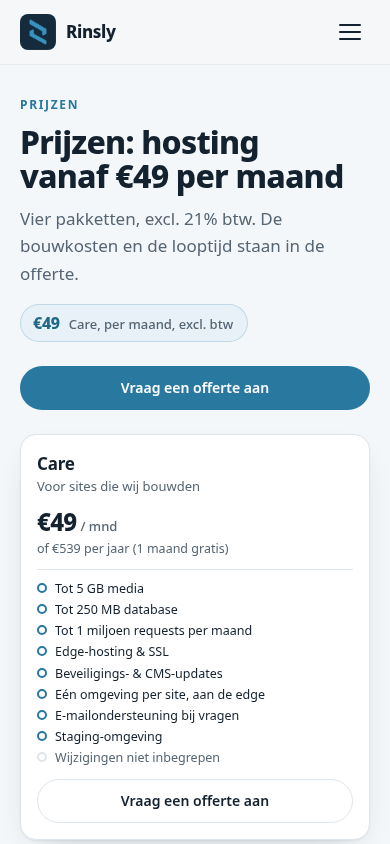 Rinsly
PRIJZEN
Prijzen: hosting
vanaf €49 per maand
Vier pakketten, excl. 21% btw. De
bouwkosten en de looptijd staan in de
offerte.
€49 Care, per maand, excl. btw
Vraag een offerte aan
Care
Voor sites die wij bouwden
€49 / mnd
of €539 per jaar (1 maand gratis)
Tot 5 GB media
Tot 250 MB database
Tot 1 miljoen requests per maand
Edge-hosting & SSL
Beveiligings- & CMS-updates
Eén omgeving per site, aan de edge
E-mailondersteuning bij vragen
Staging-omgeving
Wijzigingen niet inbegrepen
Vraag een offerte aan